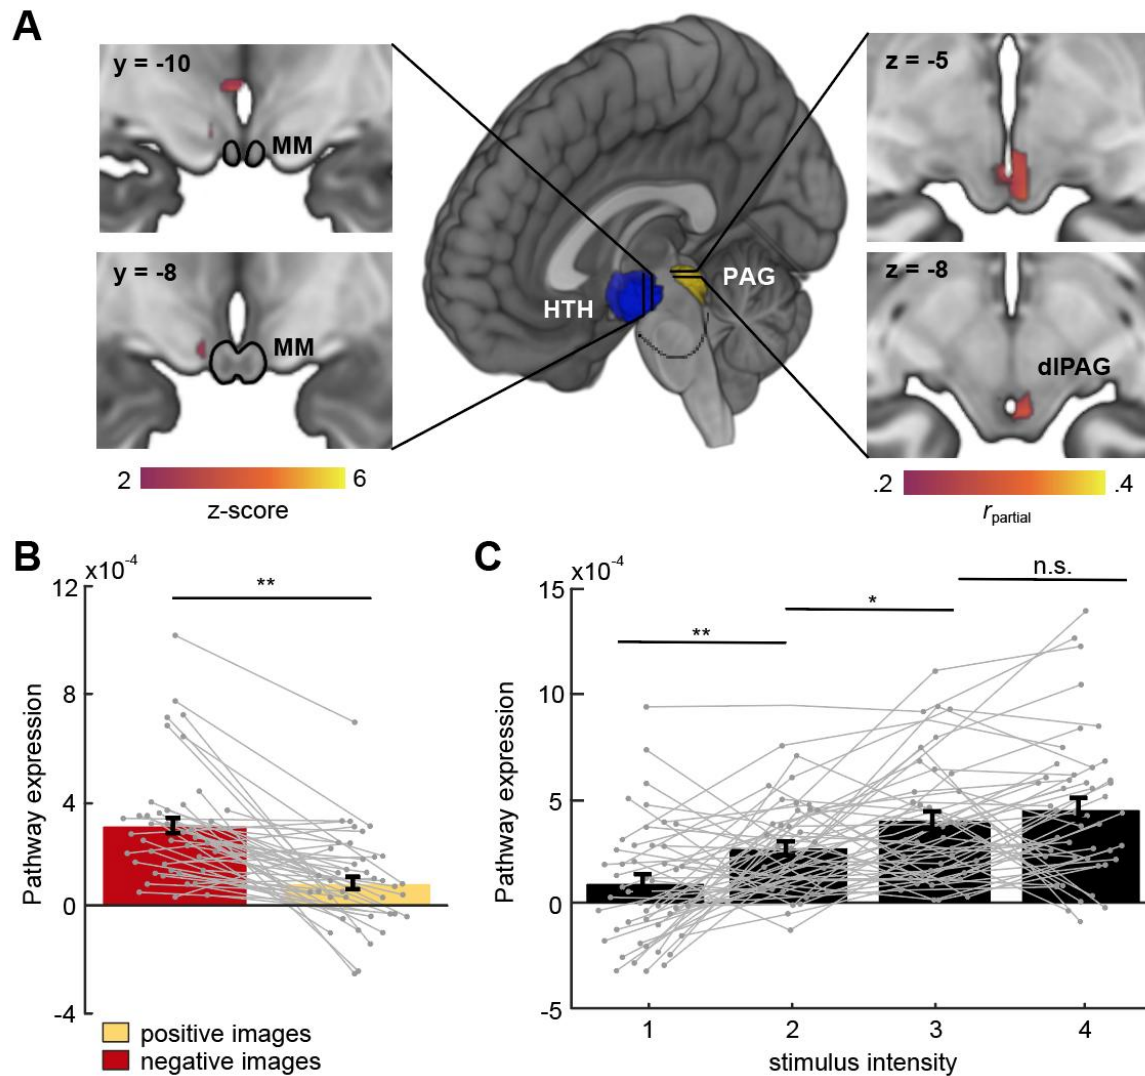 A
y = -10
MM
y = -8
MM
2
6
z-score
HTH
PAG
z = -5
z = -8
dlPAG
.2
.4
rpartial
B
x10-4
12
8
4
0
-4
Pathway expression
**
positive images
negative images
C
x10-4
15
10
5
0
-5
Pathway expression
**
*
n.s.
1
2
3
4
stimulus intensity